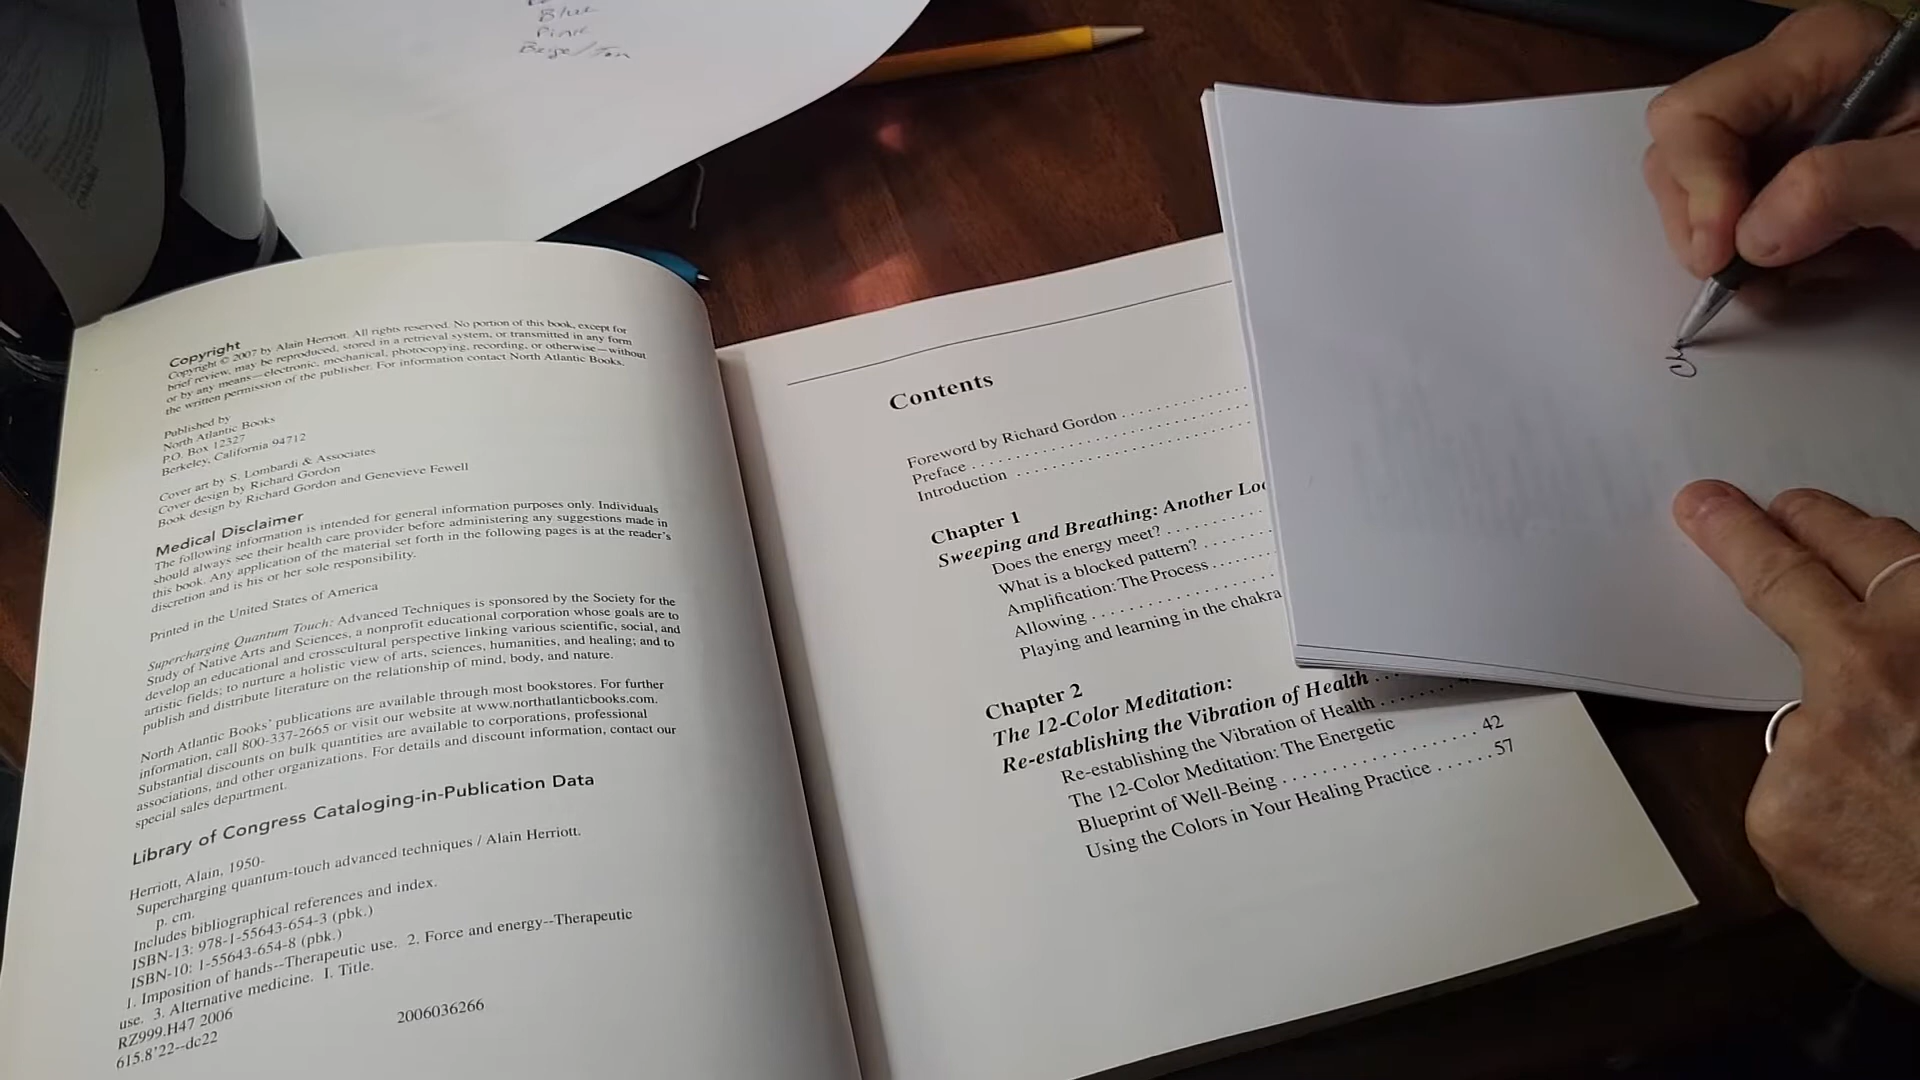 Blue
Pink
Beige/Tan
Copyright
Copyright © 2007 by Alain Herriott. All rights reserved. No portion of this book, except for
brief review, may be reproduced, stored in a retrieval system, or transmitted in any form
or by any means—electronic, mechanical, photocopying, recording, or otherwise—without
the written permission of the publisher. For information contact North Atlantic Books.
Published by
North Atlantic Books
P.O. Box 12327
Berkeley, California 94712
Cover art by S. Lombardi & Associates
Cover design by Richard Gordon
Book design by Richard Gordon and Genevieve Fewell
Medical Disclaimer
The following information is intended for general information purposes only. Individuals
should always see their health care provider before administering any suggestions made in
this book. Any application of the material set forth in the following pages is at the reader's
discretion and is his or her sole responsibility.
Printed in the United States of America
Supercharging Quantum Touch: Advanced Techniques is sponsored by the Society for the
Study of Native Arts and Sciences, a nonprofit educational corporation whose goals are to
develop an educational and crosscultural perspective linking various scientific, social, and
artistic fields; to nurture a holistic view of arts, sciences, humanities, and healing; and to
publish and distribute literature on the relationship of mind, body, and nature.
North Atlantic Books' publications are available through most bookstores. For further
information, call 800-337-2665 or visit our website at www.northatlanticbooks.com.
Substantial discounts on bulk quantities are available to corporations, professional
associations, and other organizations. For details and discount information, contact our
special sales department.
Library of Congress Cataloging-in-Publication Data
Herriott, Alain, 1950-
Supercharging quantum-touch advanced techniques / Alain Herriott.
p. cm.
Includes bibliographical references and index.
ISBN-13: 978-1-55643-654-3 (pbk.)
ISBN-10: 1-55643-654-8 (pbk.)
1. Imposition of hands--Therapeutic use. 2. Force and energy--Therapeutic
use. 3. Alternative medicine. I. Title.
RZ999.H47 2006
615.8'22--dc22
2006036266
Contents
Foreword by Richard Gordon . . . . . . . . . . . . .
Preface . . . . . . . . . . . . . . . . . . . . . . . . .
Introduction . . . . . . . . . . . . . . . . . . . . .
Chapter 1
Sweeping and Breathing: Another Loo
Does the energy meet? . . . . . . . . . .
What is a blocked pattern? . . . . . . .
Amplification: The Process . . . . . . .
Allowing . . . . . . . . . . . . . . . . . .
Playing and learning in the chakra
Chapter 2
The 12-Color Meditation:
Re-establishing the Vibration of Health . . .
Re-establishing the Vibration of Health . . . . . . . .
The 12-Color Meditation: The Energetic
Blueprint of Well-Being . . . . . . . . . . . . . . . . . 42
Using the Colors in Your Healing Practice . . . . . . 57